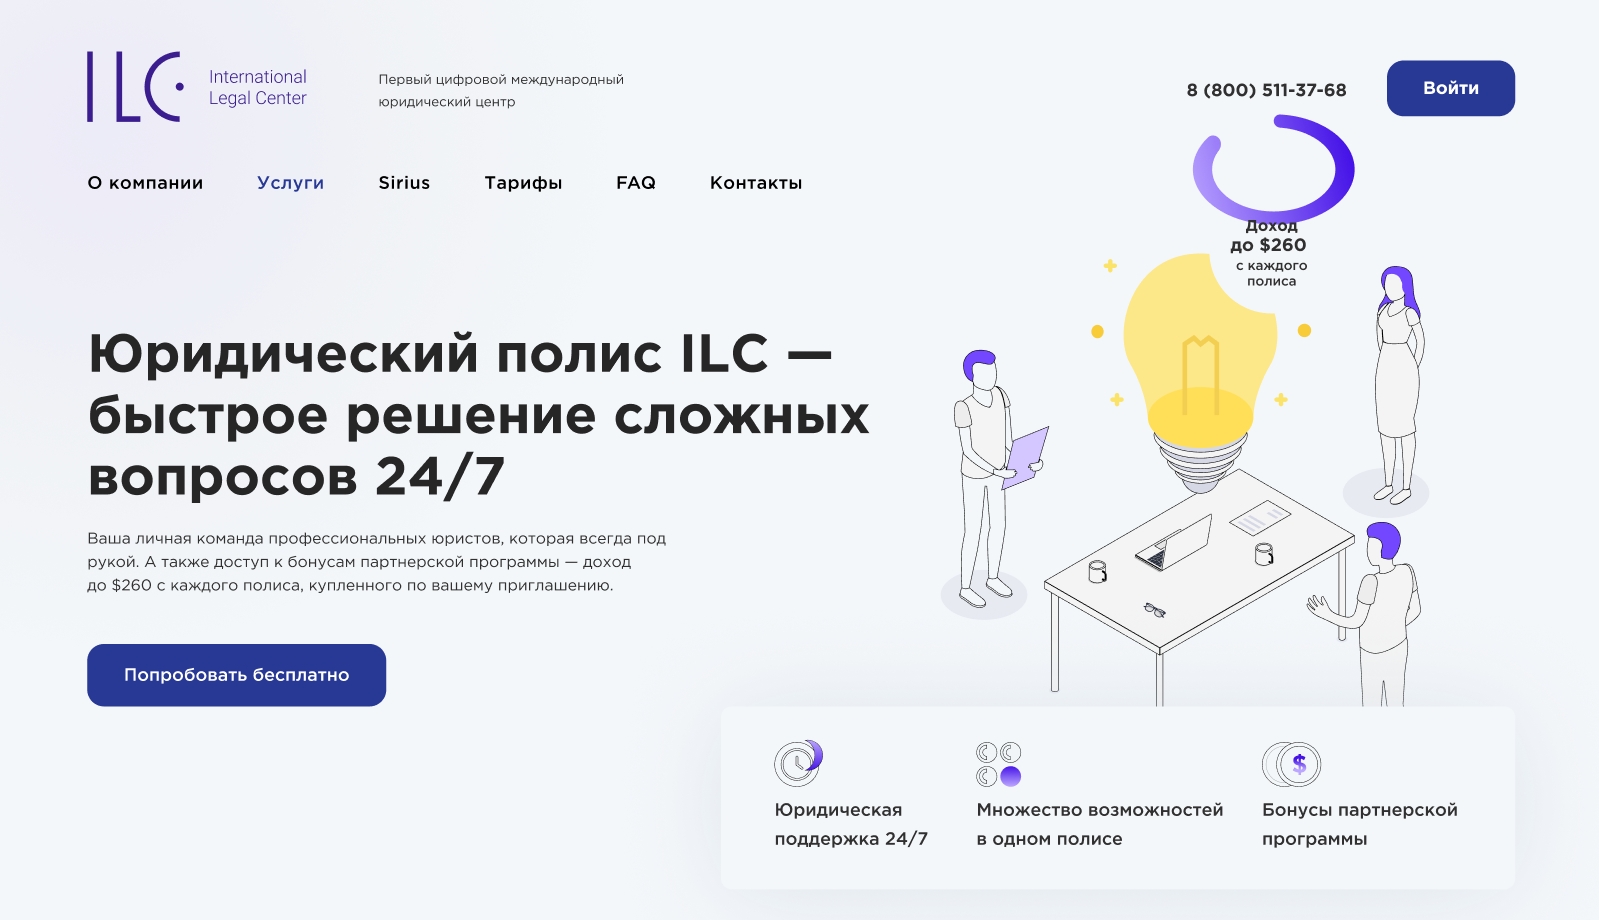 ILC
International
Legal Center
Первый цифровой международный
юридический центр
8 (800) 511-37-68
Войти
О компании Услуги Sirius Тарифы FAQ Контакты
Доход
до $260
с каждого
полиса
Юридический полис ILC —
быстрое решение сложных
вопросов 24/7
Ваша личная команда профессиональных юристов, которая всегда под
рукой. А также доступ к бонусам партнерской программы — доход
до $260 с каждого полиса, купленного по вашему приглашению.
Попробовать бесплатно
$
Юридическая
поддержка 24/7
Множество возможностей
в одном полисе
Бонусы партнерской
программы